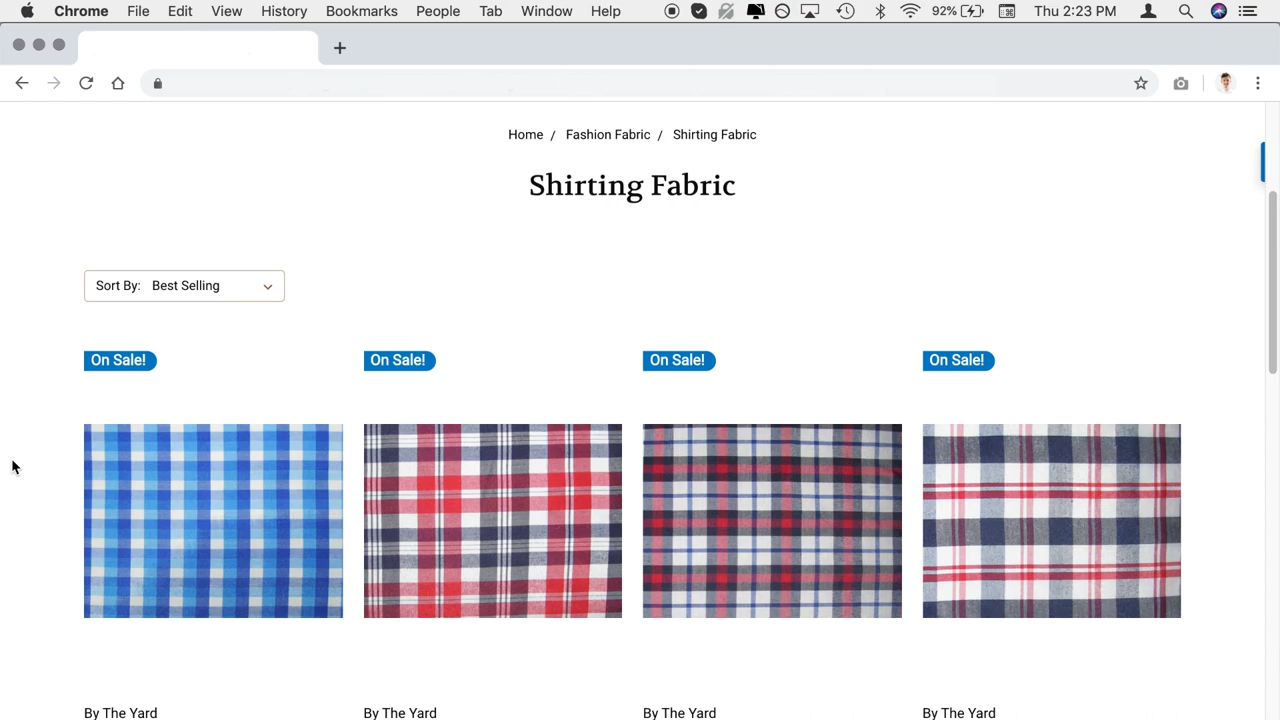 Chrome File Edit View History Bookmarks People Tab Window Help 92% Thu 2:23 PM
Home / Fashion Fabric / Shirting Fabric
Shirting Fabric
Sort By: Best Selling
On Sale! On Sale! On Sale! On Sale!
By The Yard By The Yard By The Yard By The Yard